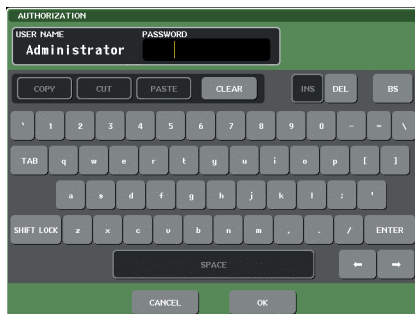 AUTHORIZATION
USER NAME PASSWORD
Administrator
COPY CUT PASTE CLEAR INS DEL BS
` 1 2 3 4 5 6 7 8 9 0 - = \
TAB q w e r t y u i o p [ ]
a s d f g h j k l ; '
SHIFT LOCK z x c v b n m , . / ENTER
SPACE ← →
CANCEL OK